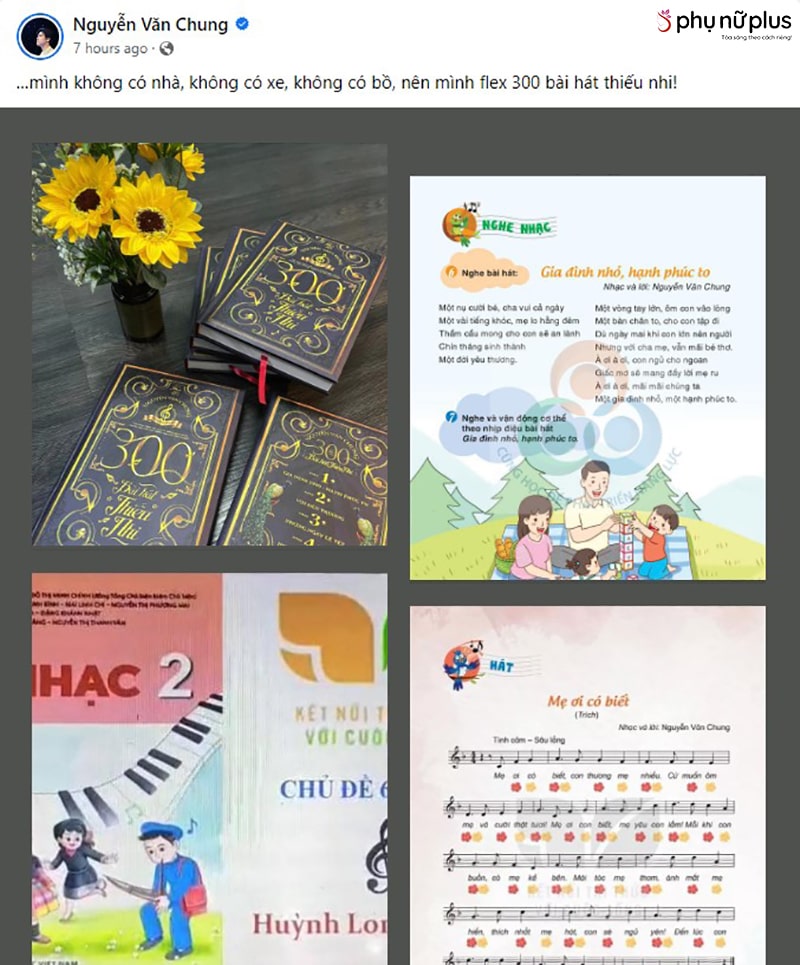 Nguyễn Văn Chung
7 hours ago
phụ nữ plus
Tỏa sáng theo cách riêng!
...mình không có nhà, không có xe, không có bồ, nên mình flex 300 bài hát thiếu nhi!
300
Bài Hát
Thiếu Nhi
300
Bài Hát
Thiếu Nhi
300
1
2
3
NGHE NHẠC
6 Nghe bài hát:
Gia đình nhỏ, hạnh phúc to
Nhạc và lời: Nguyễn Văn Chung
Một nụ cười bé, cha vui cả ngày
Một vài tiếng khóc, mẹ lo hằng đêm
Thầm cầu mong cho con sẽ an lành
Chín tháng sinh thành
Một đời yêu thương.
Một vòng tay lớn, ôm con vào lòng
Một bàn chân to, cho con tập đi
Dù ngày mai khi con lớn nên người
Nhưng với cha mẹ, vẫn mãi bé thơ.
À ơi à ơi, con ngủ cho ngoan
Giấc mơ sẽ mang đầy lời mẹ ru
À ơi à ơi, mãi mãi chúng ta
Một gia đình nhỏ, một hạnh phúc to.
7 Nghe và vận động cơ thể
theo nhịp điệu bài hát
Gia đình nhỏ, hạnh phúc to.
NHẠC 2
KẾT NỐI
VỚI CUỘ
CHỦ ĐỀ 6
Huỳnh
VIỆT NAM
HÁT
Mẹ ơi có biết
(Trích)
Nhạc và lời: Nguyễn Văn Chung
Tình cảm – Sâu lắng
Mẹ ơi có biết, con thương mẹ nhiều. Cứ muốn ôm
mẹ và cười thật tươi! Mẹ ơi con biết, mẹ yêu con lắm! Mỗi khi con
buồn, có mẹ kề bên. Mái tóc mẹ thơm, ánh mắt mẹ
hiền, thích nhất mẹ hát, con sẽ ngủ yên! Đến lúc con